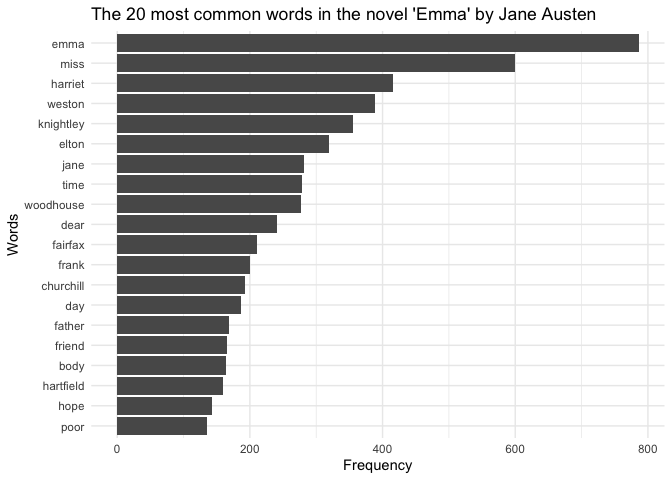 The 20 most common words in the novel 'Emma' by Jane Austen
emma
miss
harriet
weston
knightley
elton
jane
time
woodhouse
dear
fairfax
frank
churchill
day
father
friend
body
hartfield
hope
poor
Words
0 200 400 600 800
Frequency